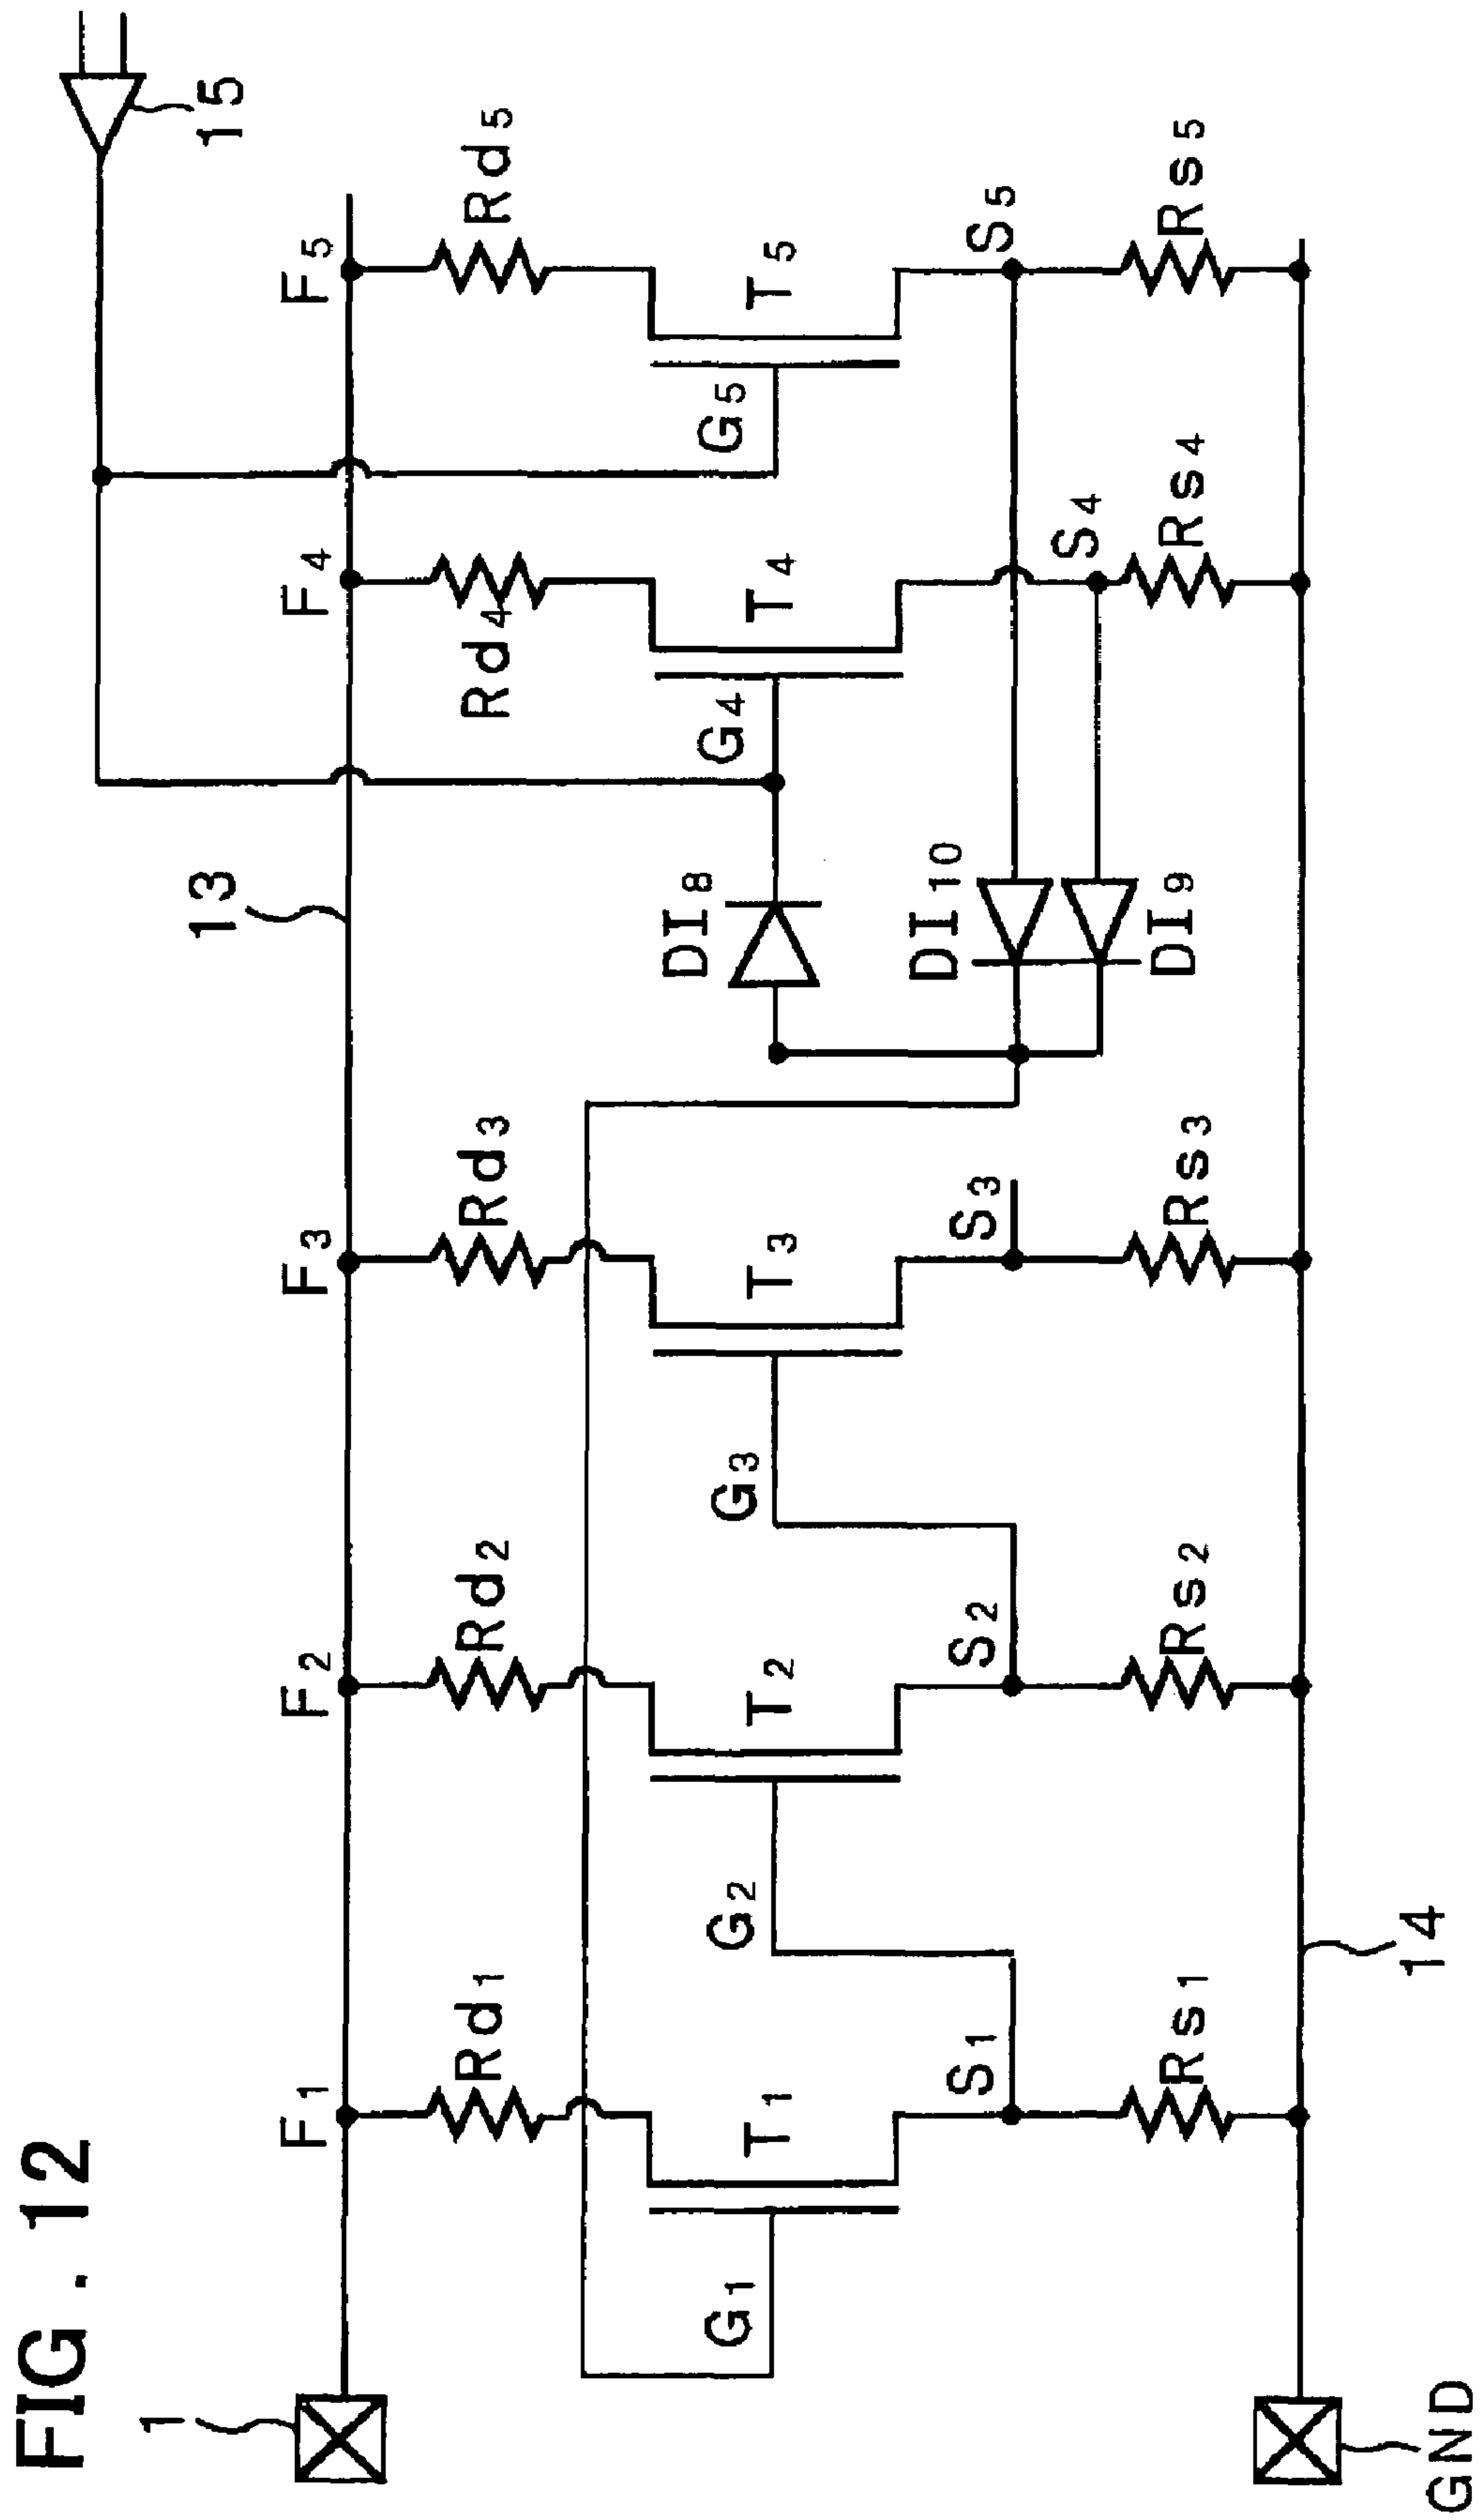 FIG. 12
15
1
13
F1
F2
F3
F4
F5
Rd1
Rd2
Rd3
Rd4
Rd5
G1
T1
G2
T2
G3
T3
DI8
G4
T4
G5
T5
S1
S2
S3
DI10
S4
S5
DI9
Rs1
Rs2
Rs3
Rs4
Rs5
GND
14